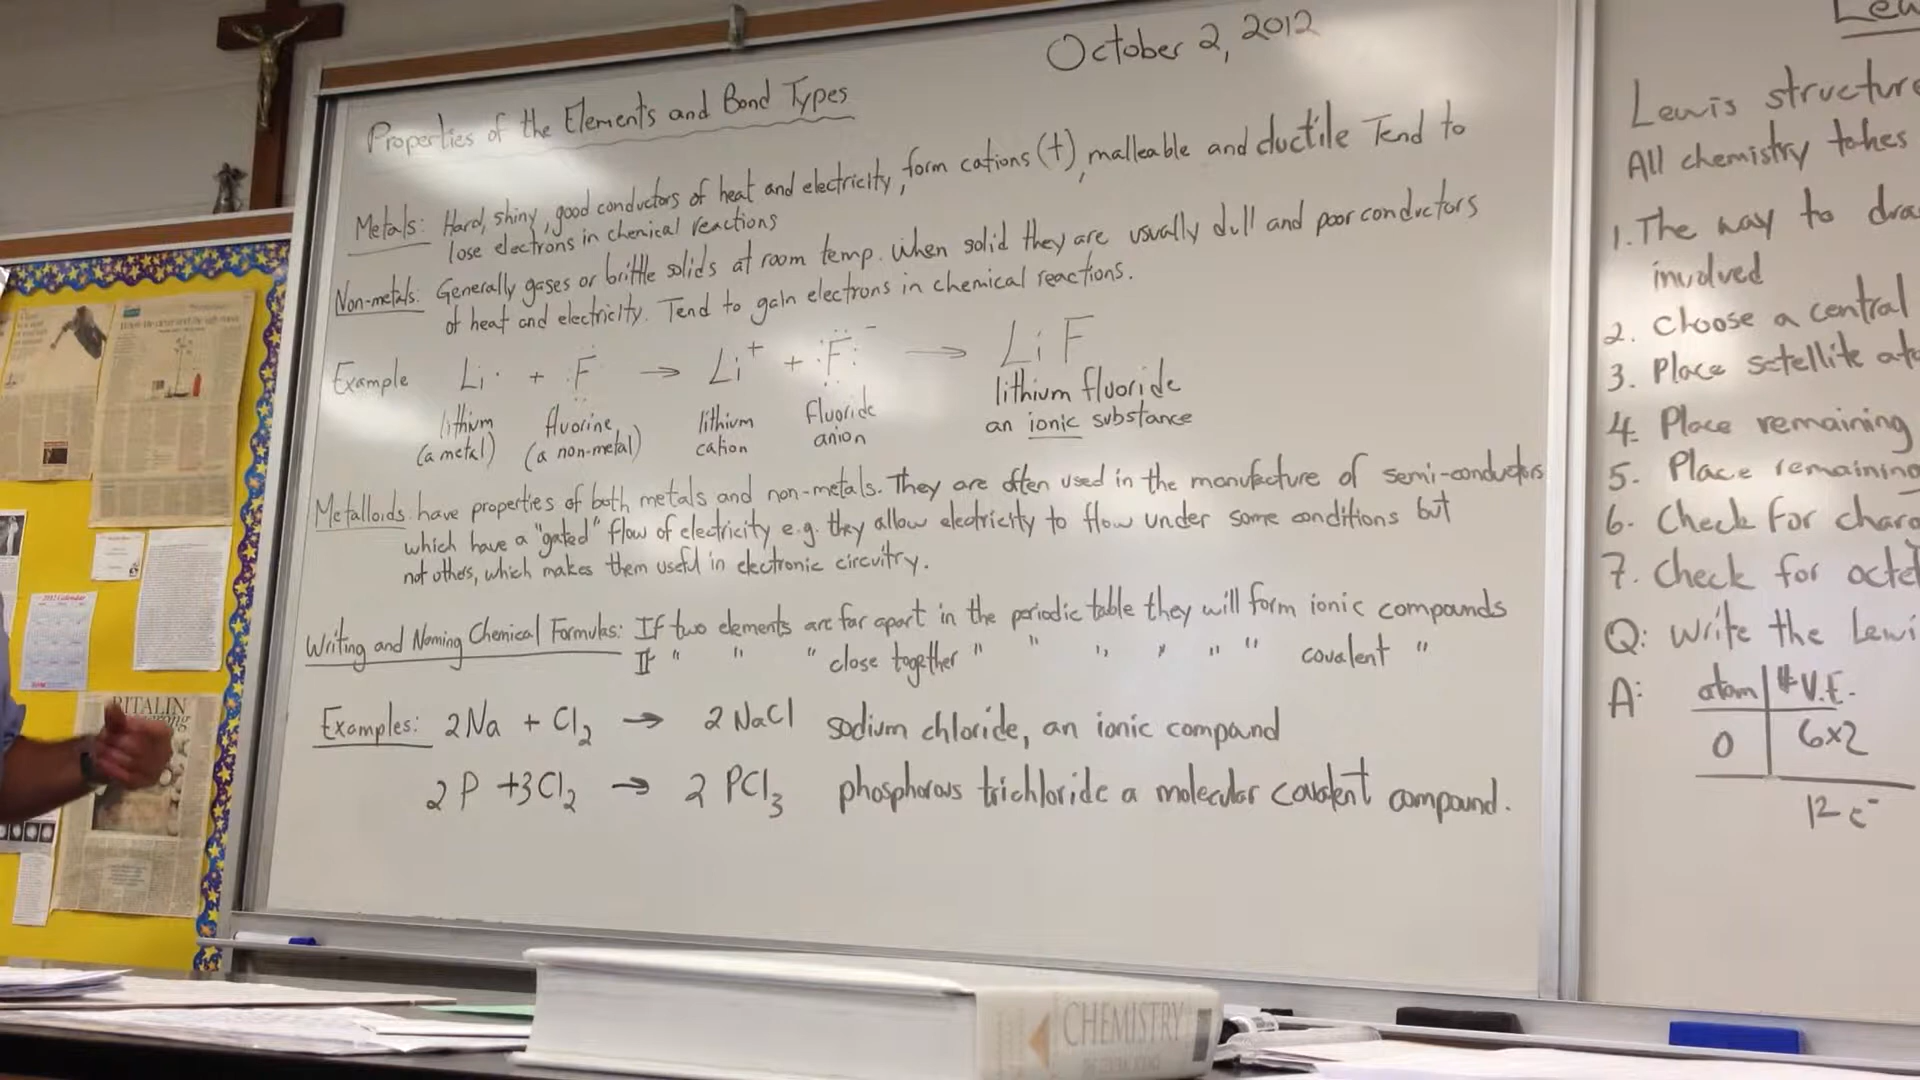 October 2, 2012
Properties of the Elements and Bond Types
Metals: Hard, shiny, good conductors of heat and electricity, form cations (+), malleable and ductile Tend to
lose electrons in chemical reactions
Non-metals: Generally gases or brittle solids at room temp. When solid they are usually dull and poor conductors
of heat and electricity. Tend to gain electrons in chemical reactions.
Example Li· + :F̈: → Li⁺ + :F̈:⁻ → LiF
lithium fluorine lithium fluoride lithium fluoride
(a metal) (a non-metal) cation anion an ionic substance
Metalloids have properties of both metals and non-metals. They are often used in the manufacture of semi-conductors
which have a "gated" flow of electricity e.g. they allow electricity to flow under some conditions but
not others, which makes them useful in electronic circuitry.
Writing and Naming Chemical Formulas: If two elements are far apart in the periodic table they will form ionic compounds
If " " " close together " " " " " " covalent "
Examples: 2Na + Cl₂ → 2NaCl sodium chloride, an ionic compound
2P + 3Cl₂ → 2 PCl₃ phosphorous trichloride a molecular covalent compound.
Lew
Lewis structure
All chemistry takes
1. The way to dra
involved
2. Choose a central
3. Place satellite ato
4. Place remaining
5. Place remaining
6. Check for charg
7. Check for octet
Q: Write the Lewi
A: atom | # V.E.
O | 6x2
12 e⁻
2012 Calendar
RITALIN
wrong
CHEMISTRY